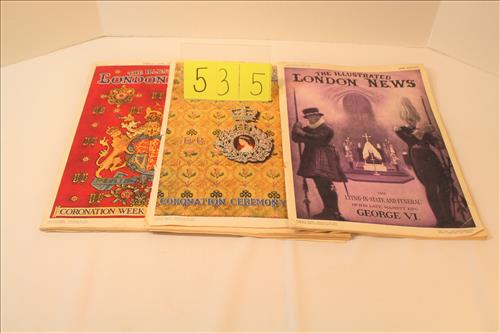 THE ILLUS
LONDON
CORONATION WEEK
535
CORONATION CEREMONY
THE ILLUSTRATED
LONDON NEWS
THE
LYING-IN-STATE, AND FUNERAL
OF HIS LATE MAJESTY KING
GEORGE VI.